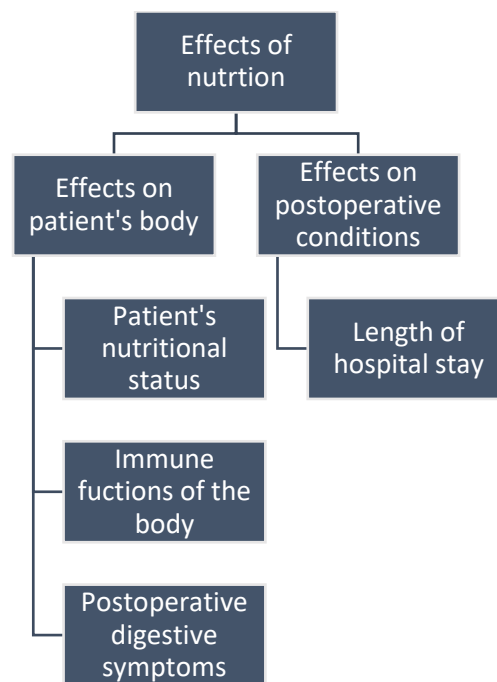 Effects of
nutrtion
Effects on
patient's body
Effects on
postoperative
conditions
Patient's
nutritional
status
Length of
hospital stay
Immune
fuctions of the
body
Postoperative
digestive
symptoms